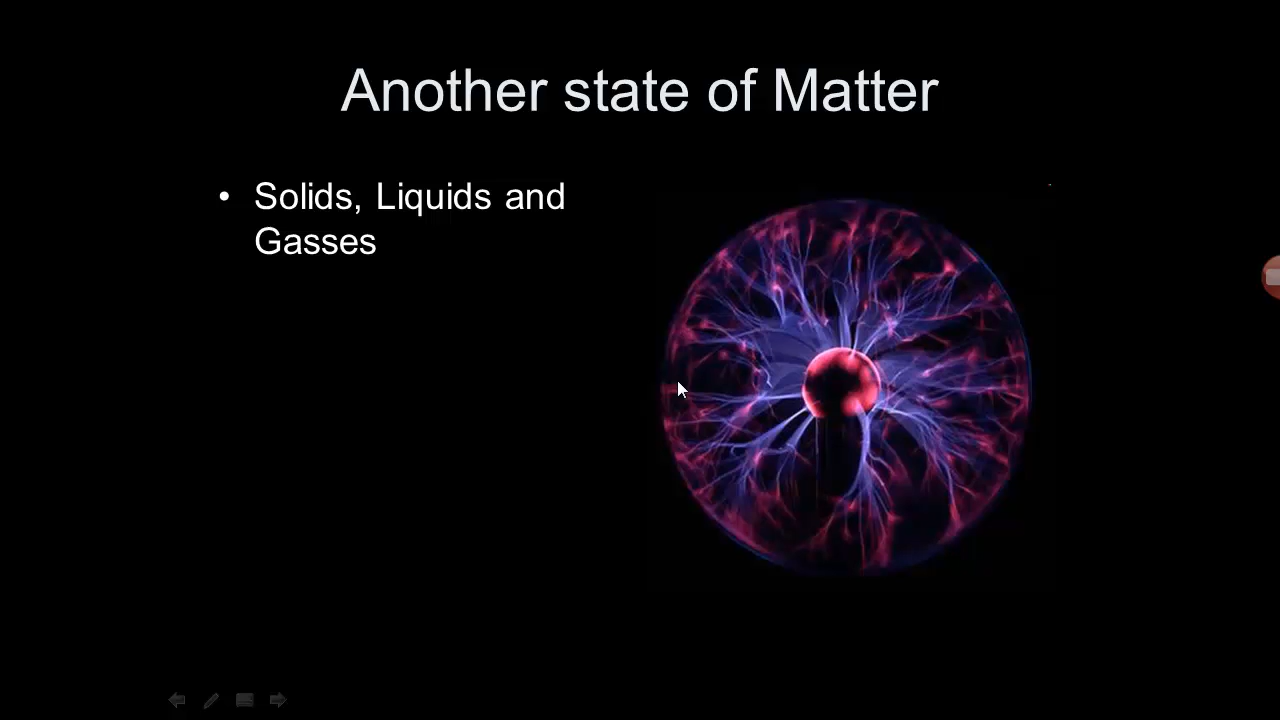 Another state of Matter
• Solids, Liquids and
Gasses